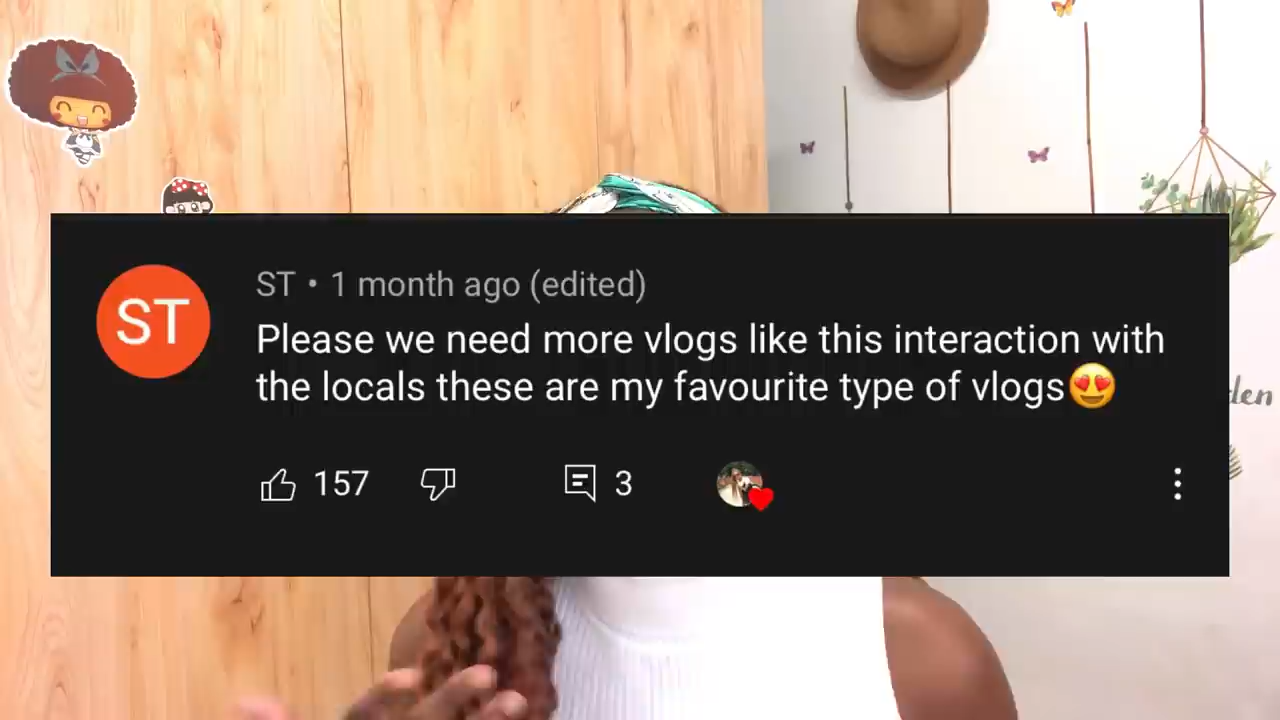 ST
ST • 1 month ago (edited)
Please we need more vlogs like this interaction with
the locals these are my favourite type of vlogs😍
157
3